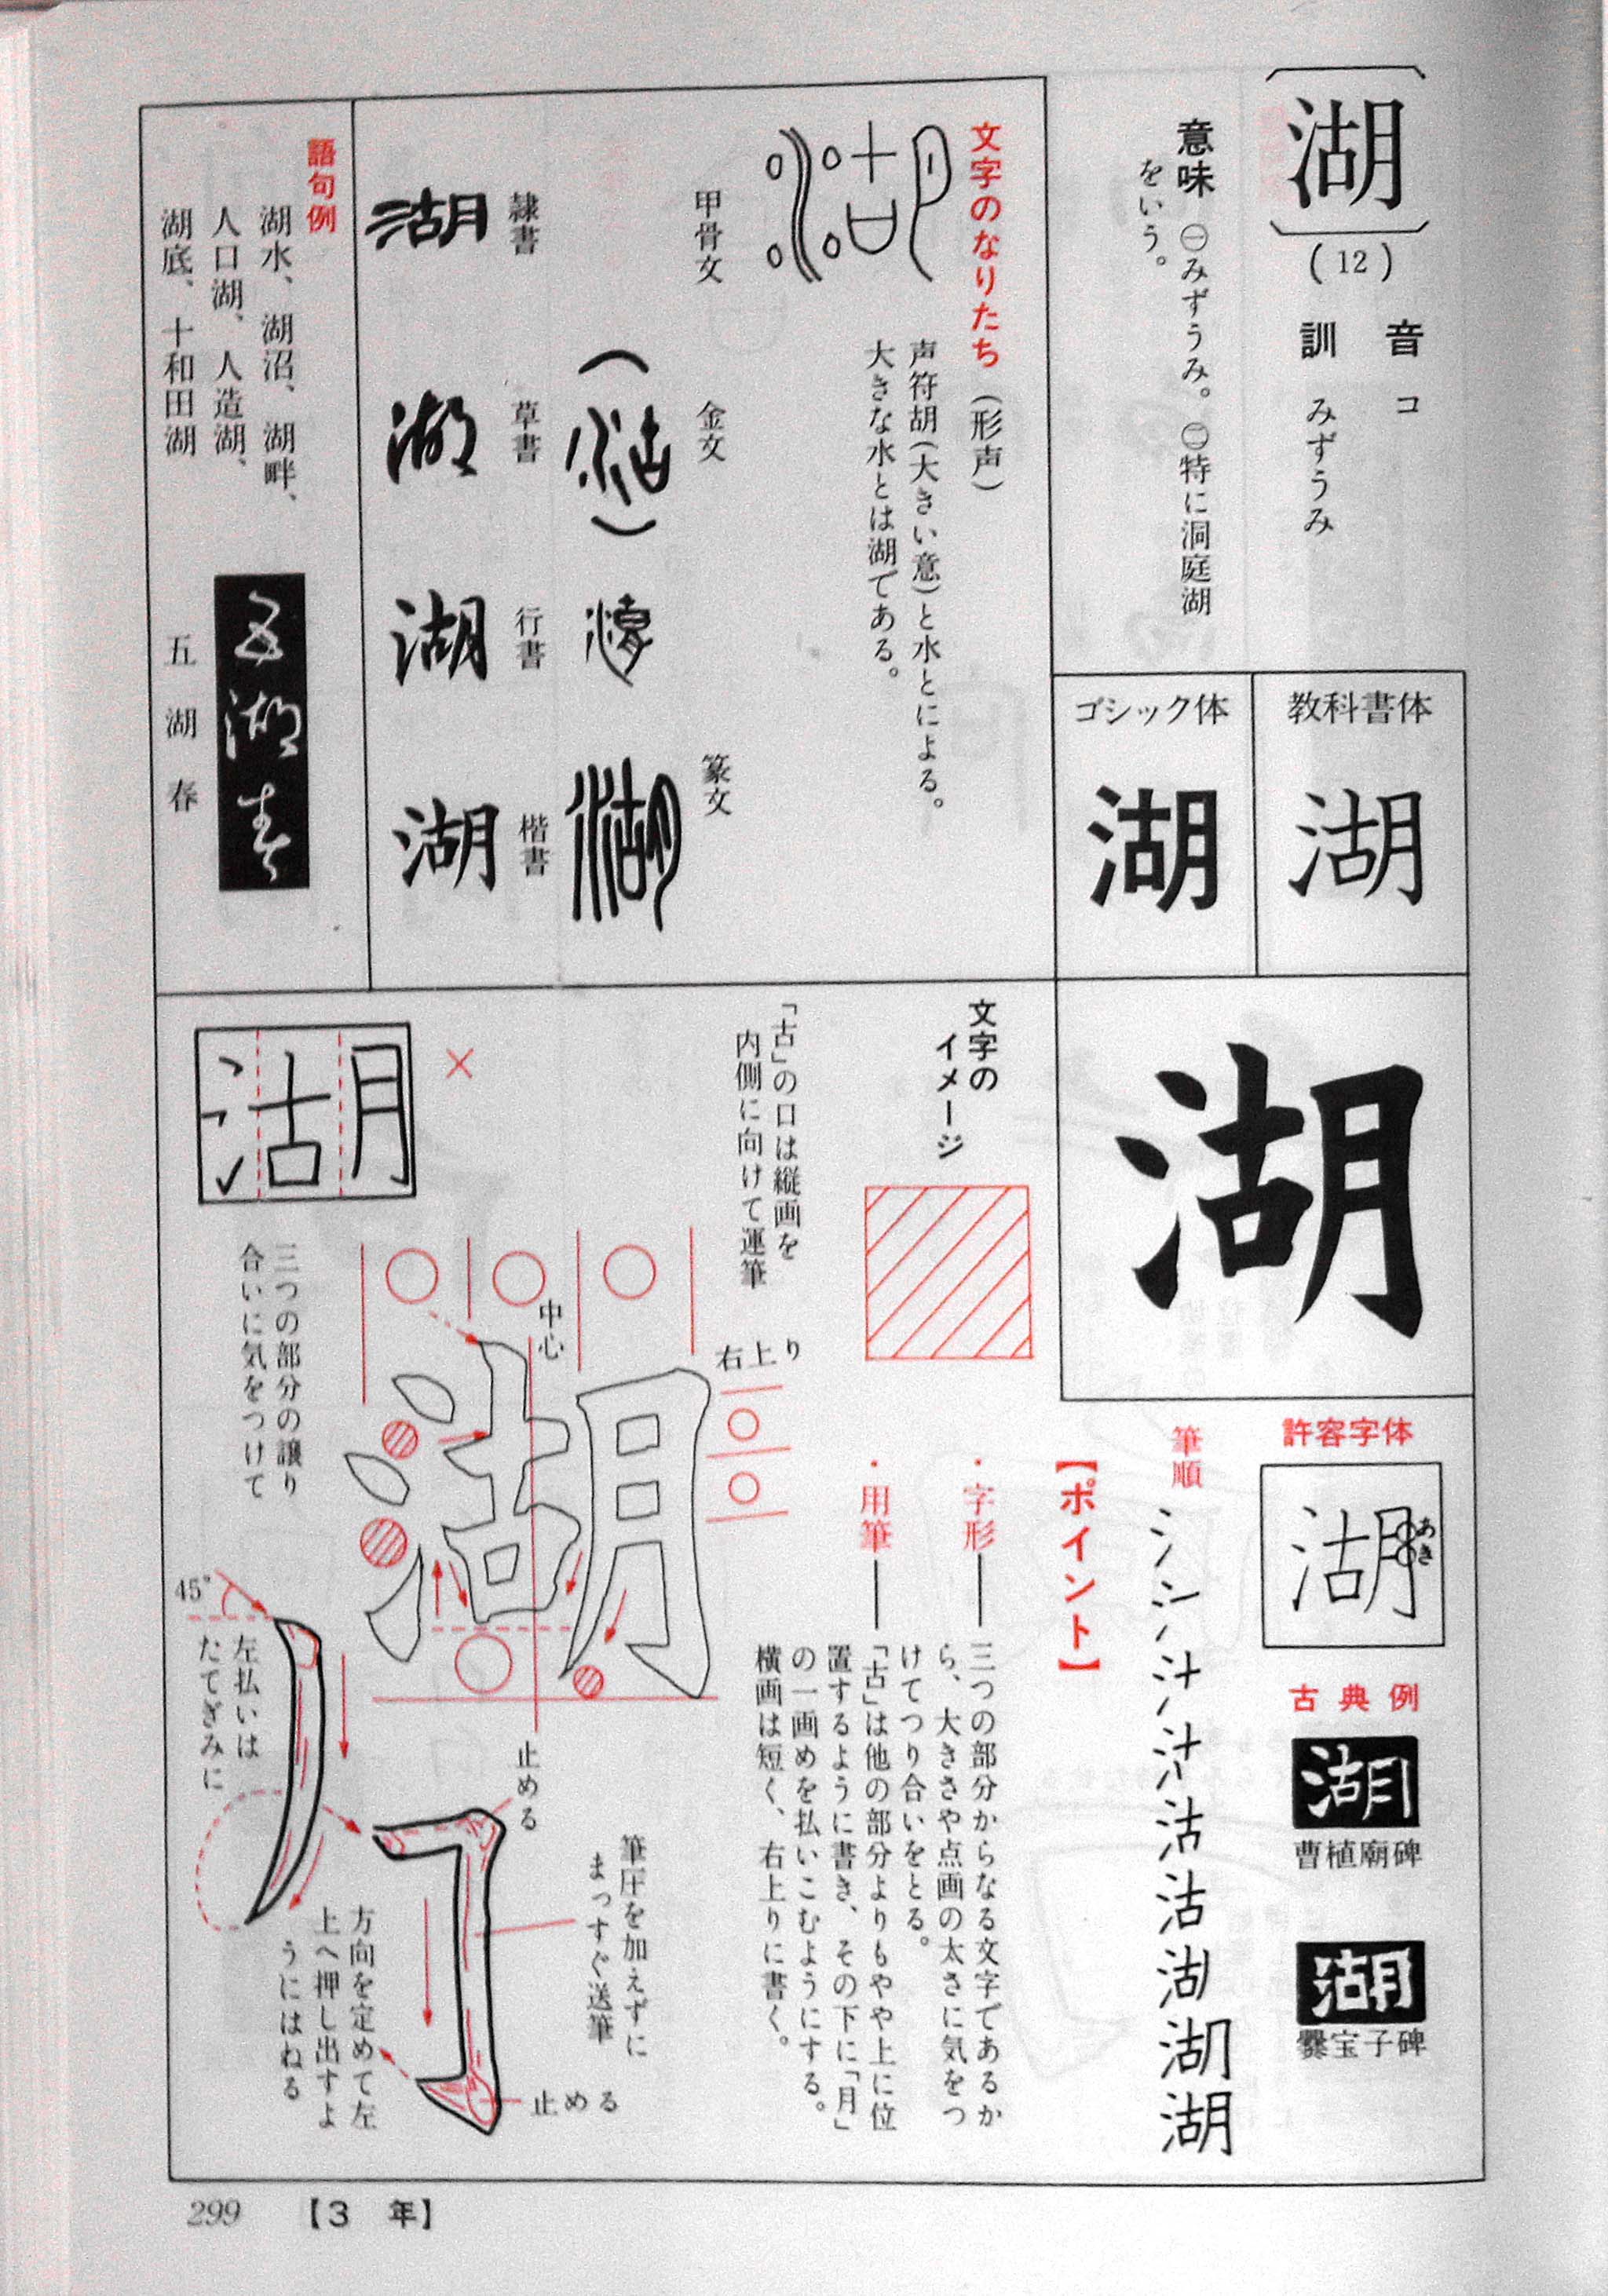 湖
(12)
音 コ
訓 みずうみ
意味 ㊀みずうみ。㊁特に洞庭湖
をいう。
教科書体
湖
ゴシック体
湖
湖
許容字体
湖
あき
古典例
湖
曹植廟碑
湖
爨宝子碑
筆順
湖
湖
文字のなりたち（形声）
声符胡（大きい意）と水とによる。
大きな水とは湖である。
甲骨文
金文
篆文
隷書
湖
草書
湖
行書
湖
楷書
湖
語句例
湖水、湖沼、湖畔、
人口湖、人造湖、
湖底、十和田湖
五湖春
五湖春
文字の
イメージ
【ポイント】
・字形——三つの部分からなる文字であるか
ら、大きさや点画の太さに気をつ
けてつり合いをとる。
・用筆——「古」は他の部分よりもやや上に位
置するように書き、その下に「月」
の一画めを払いこむようにする。
横画は短く、右上りに書く。
「古」の口は縦画を
内側に向けて運筆
右上り
中心
湖
×
湖
三つの部分の譲り
合いに気をつけて
45°
左払いは
たてぎみに
止める
筆圧を加えずに
まっすぐ送筆
止める
方向を定めて左
上へ押し出すよ
うにはねる
299 【3 年】